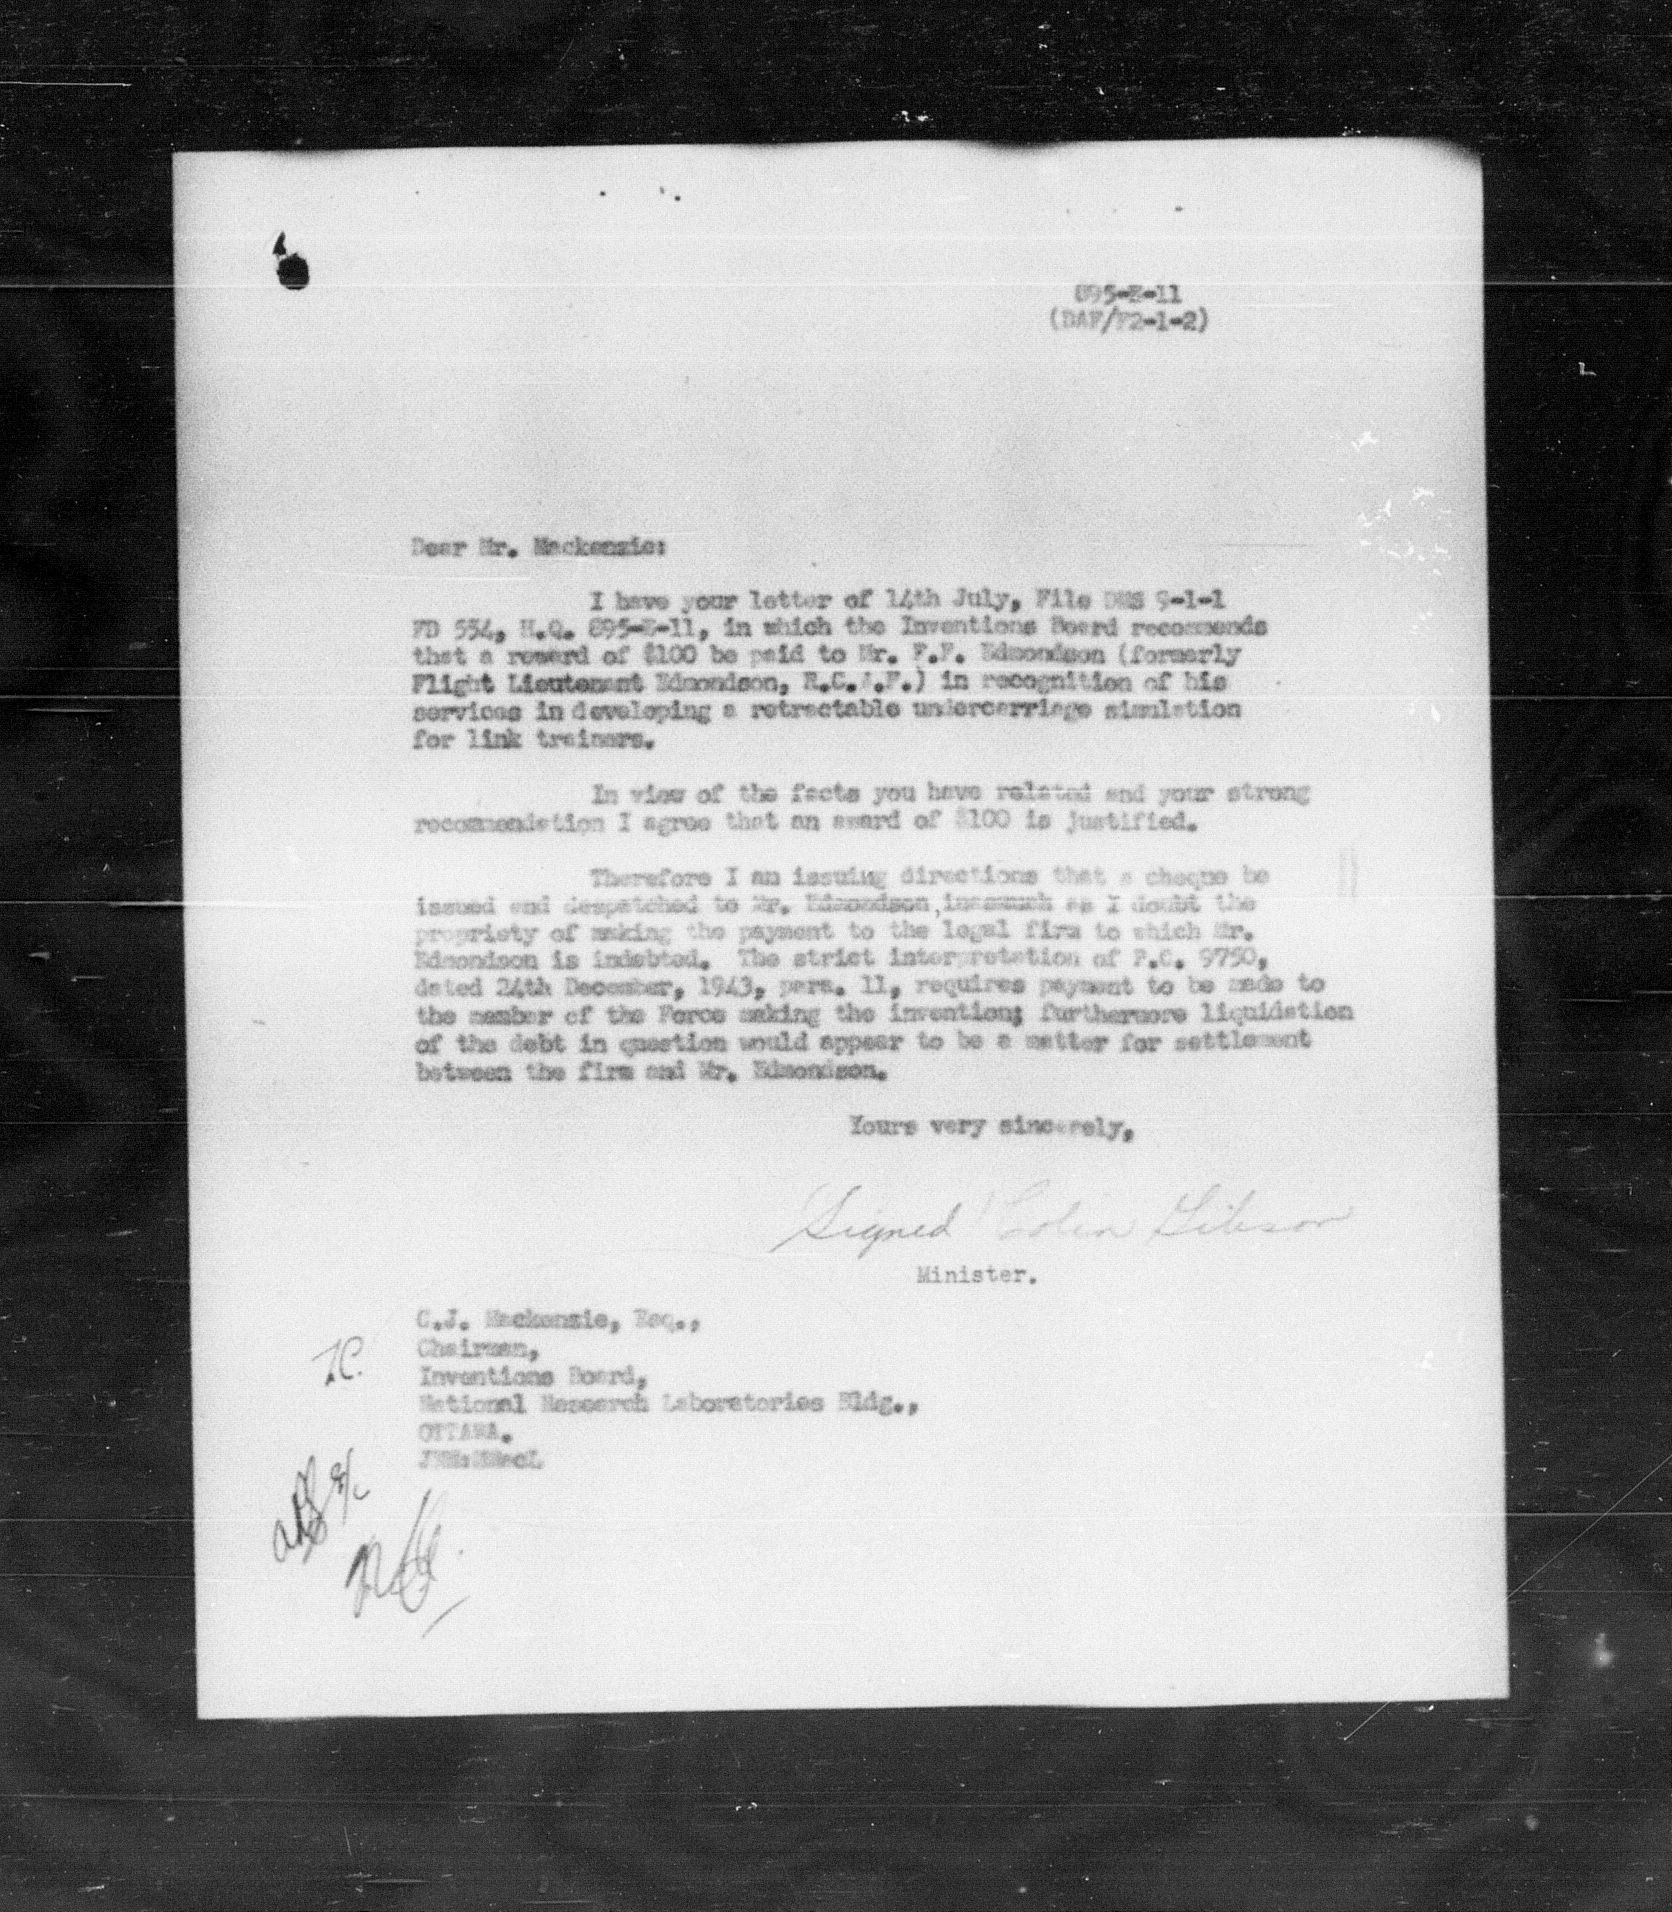 895-E-11
(DAF/F2-1-2)
Dear Mr. Mackenzie:
I have your letter of 14th July, File DMS 9-1-1
FD 554, H.Q. 895-E-11, in which the Inventions Board recommends
that a reward of $100 be paid to Mr. F.F. Edmondson (formerly
Flight Lieutenant Edmondson, R.C.A.F.) in recognition of his
services in developing a retractable undercarriage simulation
for link trainers.
In view of the facts you have related and your strong
recommendation I agree that an award of $100 is justified.
Therefore I am issuing directions that a cheque be
issued and despatched to Mr. Edmondson, inasmuch as I doubt the
propriety of making the payment to the legal firm to which Mr.
Edmondson is indebted. The strict interpretation of P.C. 9750,
dated 24th December, 1943, para. 11, requires payment to be made to
the member of the Force making the invention; furthermore liquidation
of the debt in question would appear to be a matter for settlement
between the firm and Mr. Edmondson.
Yours very sincerely,
Signed Colin Gibson
Minister.
C.J. Mackenzie, Esq.,
Chairman,
Inventions Board,
National Research Laboratories Bldg.,
OTTAWA.